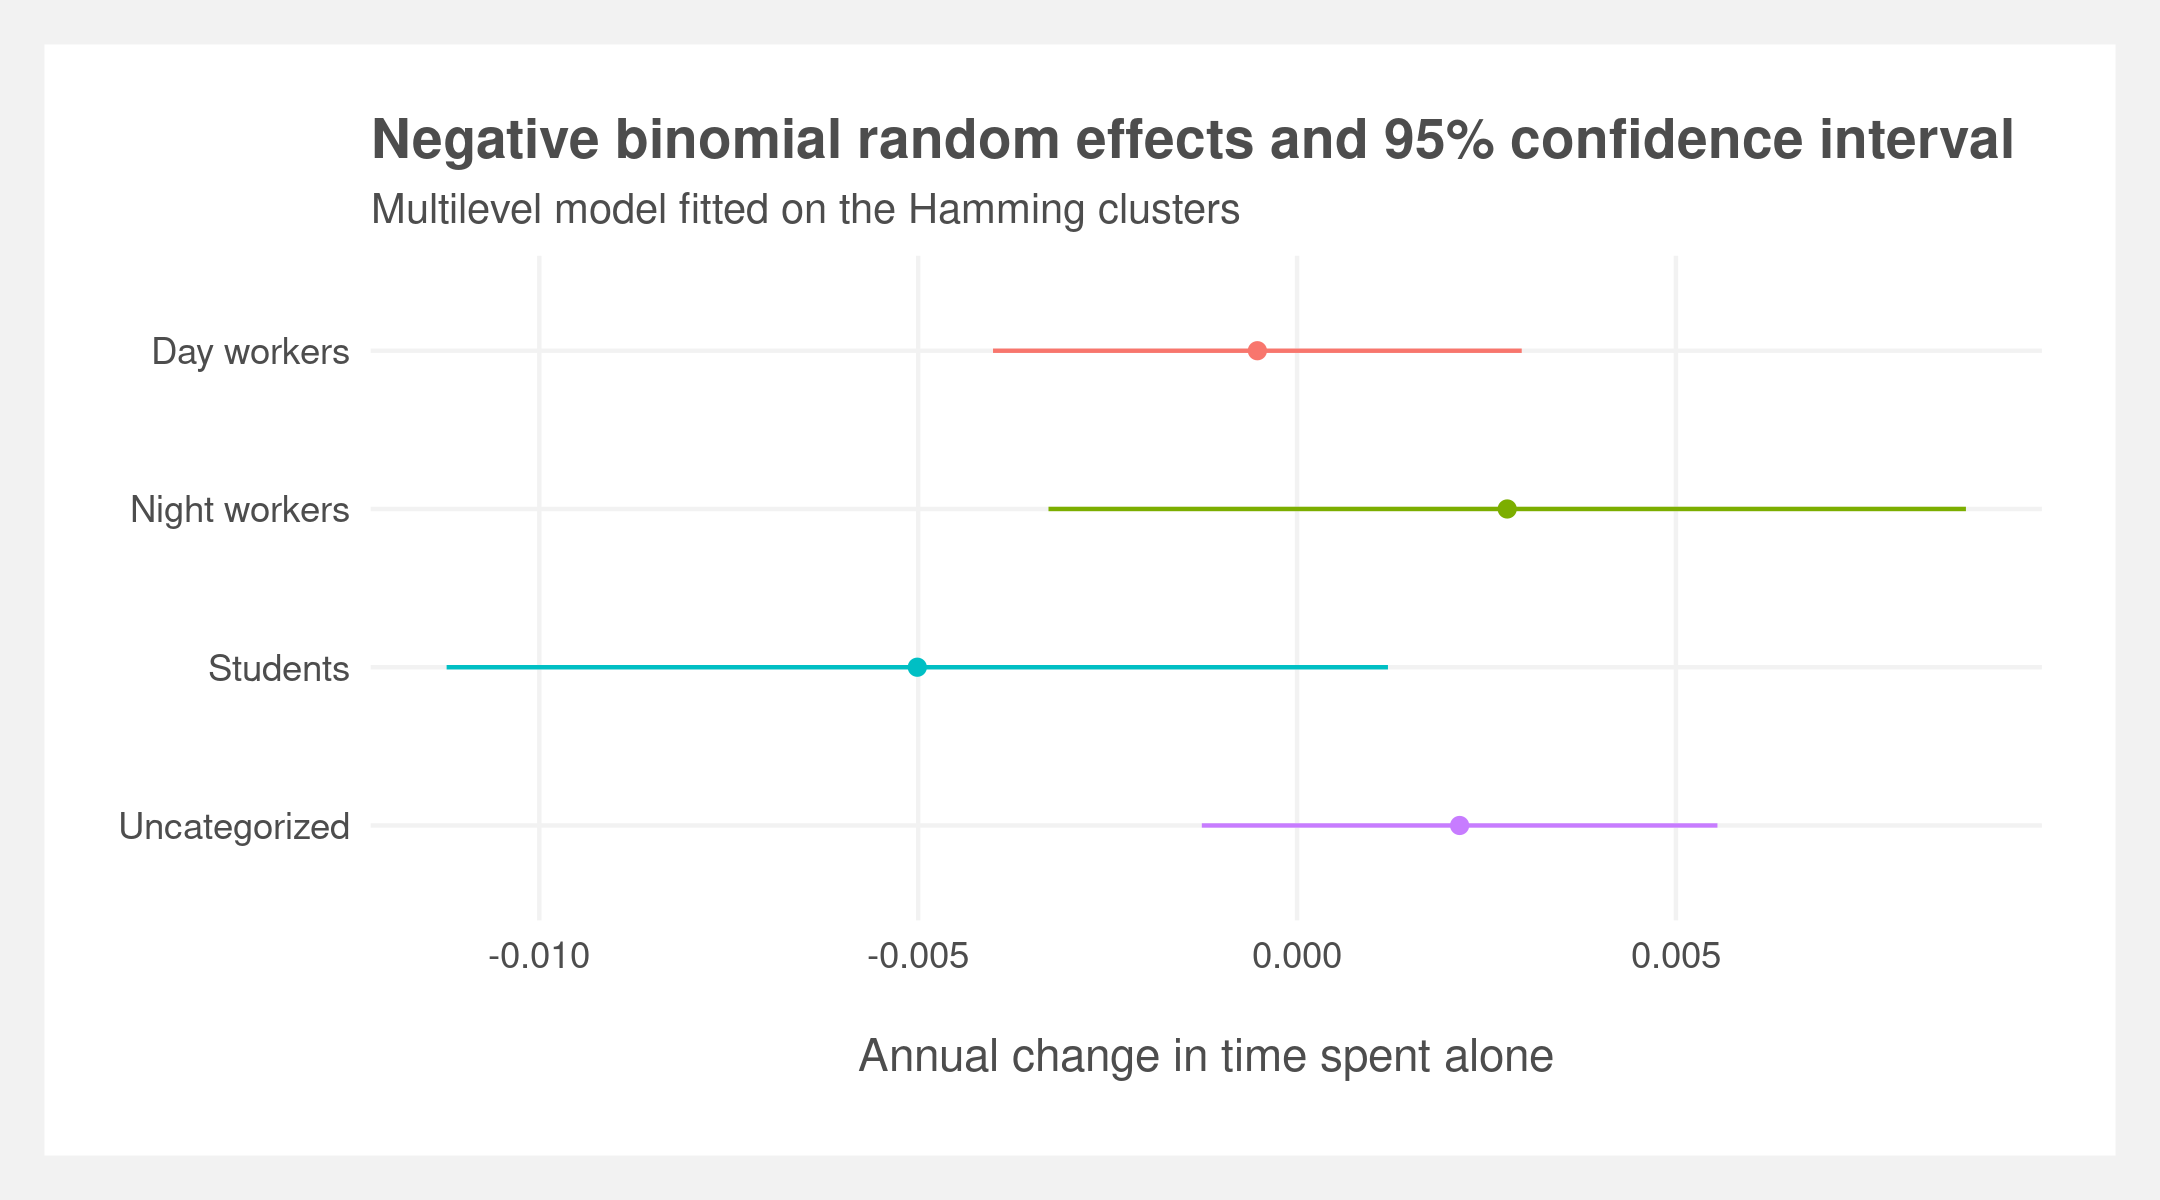 Negative binomial random effects and 95% confidence interval
Multilevel model fitted on the Hamming clusters
Day workers
Night workers
Students
Uncategorized
-0.010 -0.005 0.000 0.005
Annual change in time spent alone